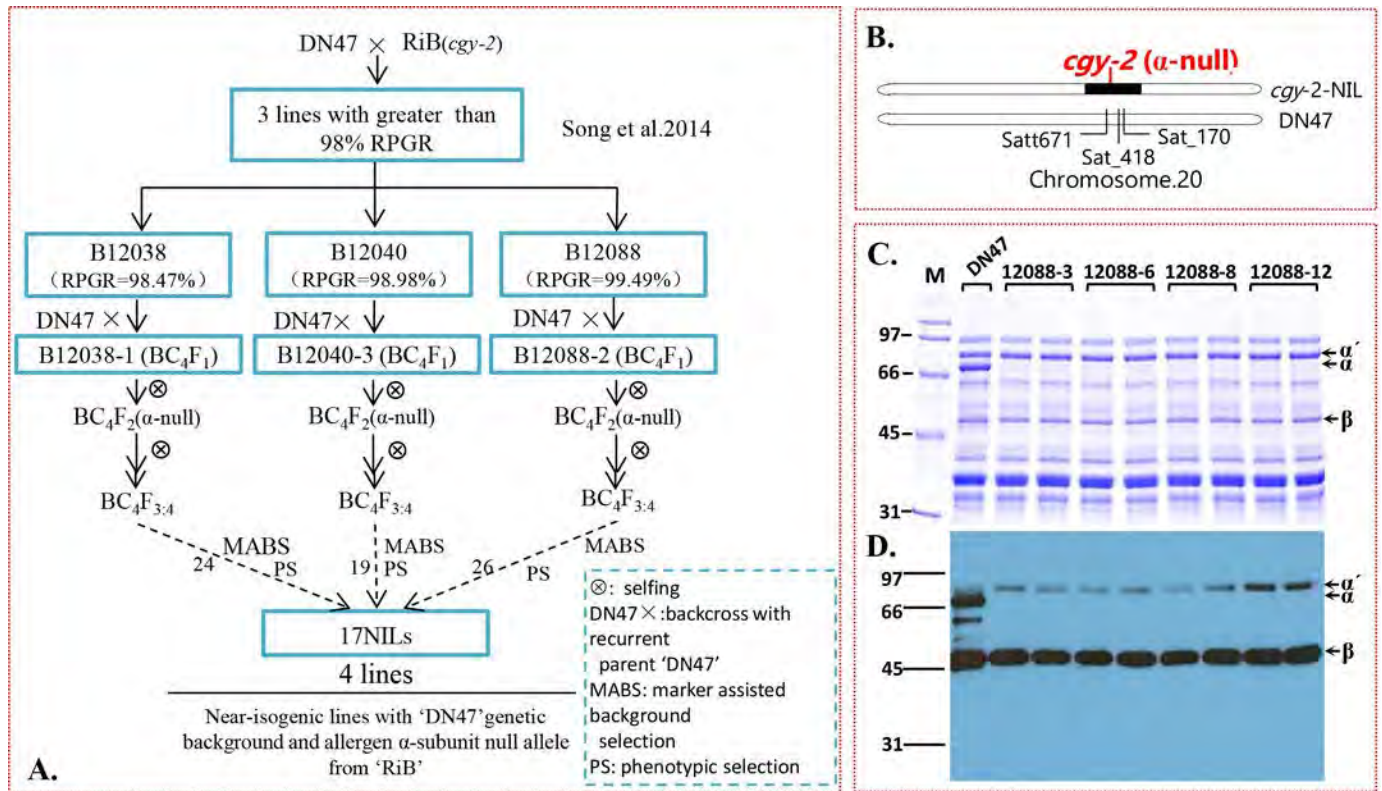 DN47 × RiB(cgy-2)
3 lines with greater than
98% RPGR
Song et al.2014
B12038
(RPGR=98.47%)
B12040
(RPGR=98.98%)
B12088
(RPGR=99.49%)
DN47 ×
DN47×
DN47 ×
B12038-1 (BC₄F₁)
B12040-3 (BC₄F₁)
B12088-2 (BC₄F₁)
⊗
⊗
⊗
BC₄F₂(α-null)
BC₄F₂(α-null)
BC₄F₂(α-null)
⊗
⊗
⊗
BC₄F₃:₄
BC₄F₃:₄
BC₄F₃:₄
24
MABS
PS
19
MABS
PS
26
MABS
PS
17NILs
4 lines
Near-isogenic lines with ‘DN47’genetic
background and allergen α-subunit null allele
from ‘RiB’
A.
⊗: selfing
DN47 ×:backcross with
recurrent
parent ‘DN47’
MABS: marker assisted
background
selection
PS: phenotypic selection
B.
cgy-2 (α-null)
cgy-2-NIL
DN47
Satt671
Sat_170
Sat_418
Chromosome.20
C.
M
DN47
12088-3
12088-6
12088-8
12088-12
97
66
45
31
α′
α
β
D.
97
66
45
31
α′
α
β